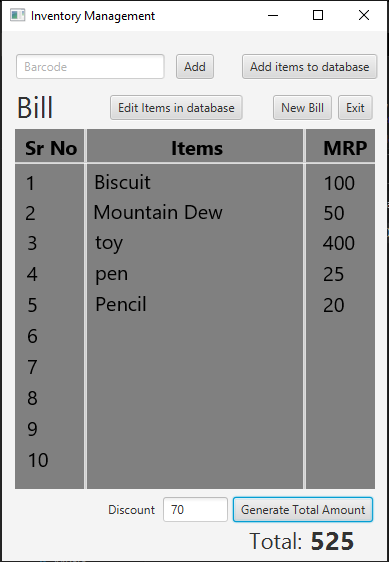 Inventory Management
Barcode Add Add items to database
Bill Edit Items in database New Bill Exit
Sr No Items MRP
1 Biscuit 100
2 Mountain Dew 50
3 toy 400
4 pen 25
5 Pencil 20
6
7
8
9
10
Discount 70 Generate Total Amount
Total: 525